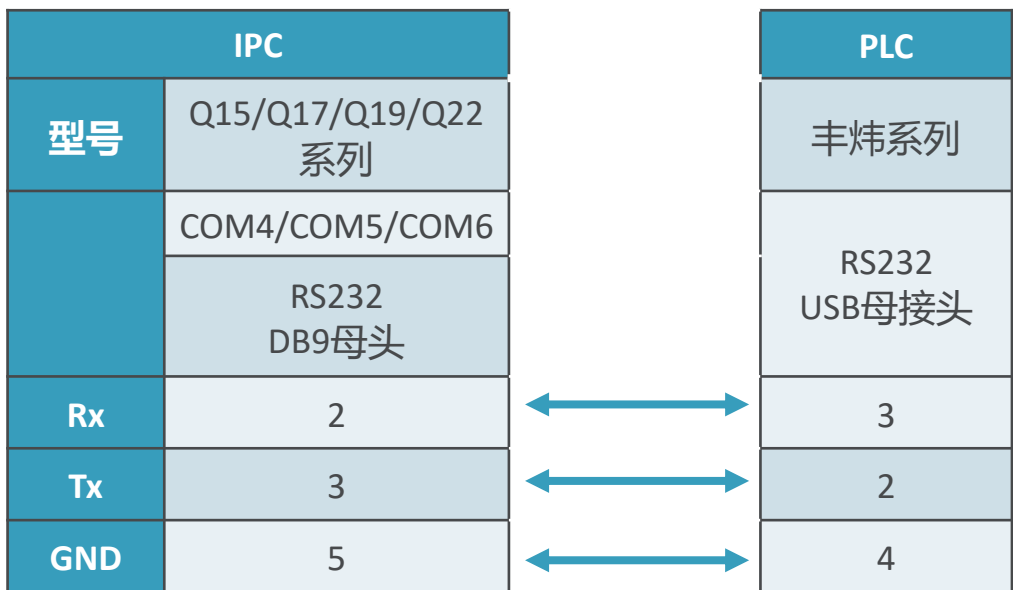 IPC
PLC
型号
Q15/Q17/Q19/Q22
系列
丰炜系列
COM4/COM5/COM6
RS232
DB9母头
RS232
USB母接头
Rx
2
3
Tx
3
2
GND
5
4